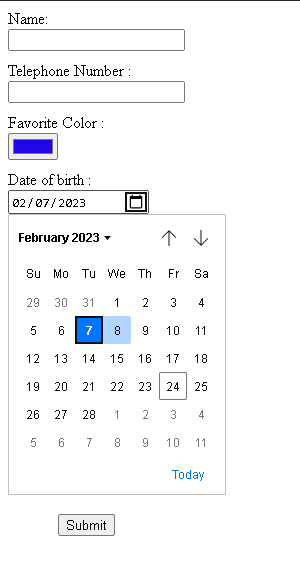 Name:
Telephone Number :
Favorite Color :
Date of birth :
02/07/2023
February 2023
Su Mo Tu We Th Fr Sa
29 30 31 1 2 3 4
5 6 7 8 9 10 11
12 13 14 15 16 17 18
19 20 21 22 23 24 25
26 27 28 1 2 3 4
5 6 7 8 9 10 11
Today
Submit